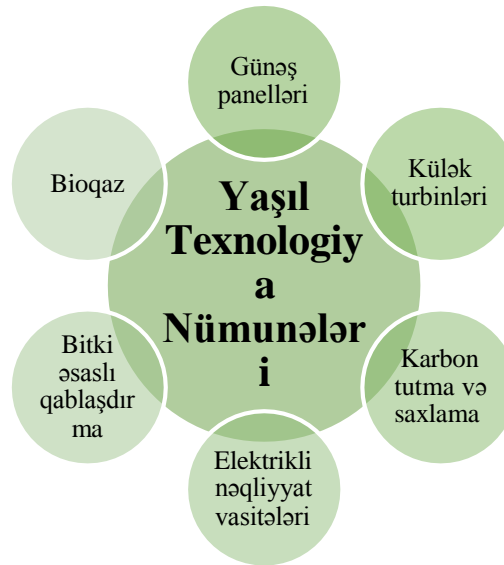 Günəş
panelləri
Külək
turbinləri
Karbon
tutma və
saxlama
Elektrikli
nəqliyyat
vasitələri
Bitki
əsaslı
qablaşdır
ma
Bioqaz
Yaşıl
Texnologiy
a
Nümunələr
i